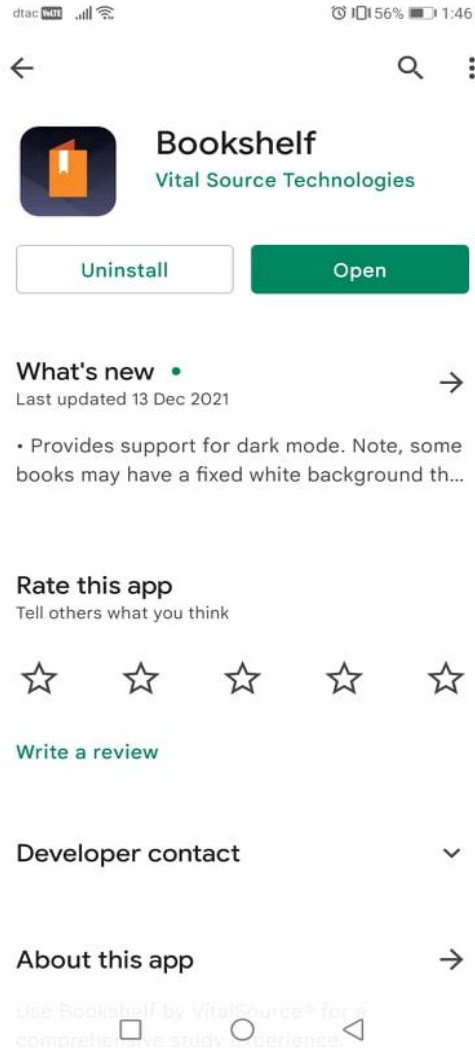 dtac VoLTE 56% 1:46
Bookshelf
Vital Source Technologies
Uninstall Open
What's new •
Last updated 13 Dec 2021
• Provides support for dark mode. Note, some
books may have a fixed white background th...
Rate this app
Tell others what you think
Write a review
Developer contact
About this app
Use Bookshelf by VitalSource® for a
comprehensive study experience.